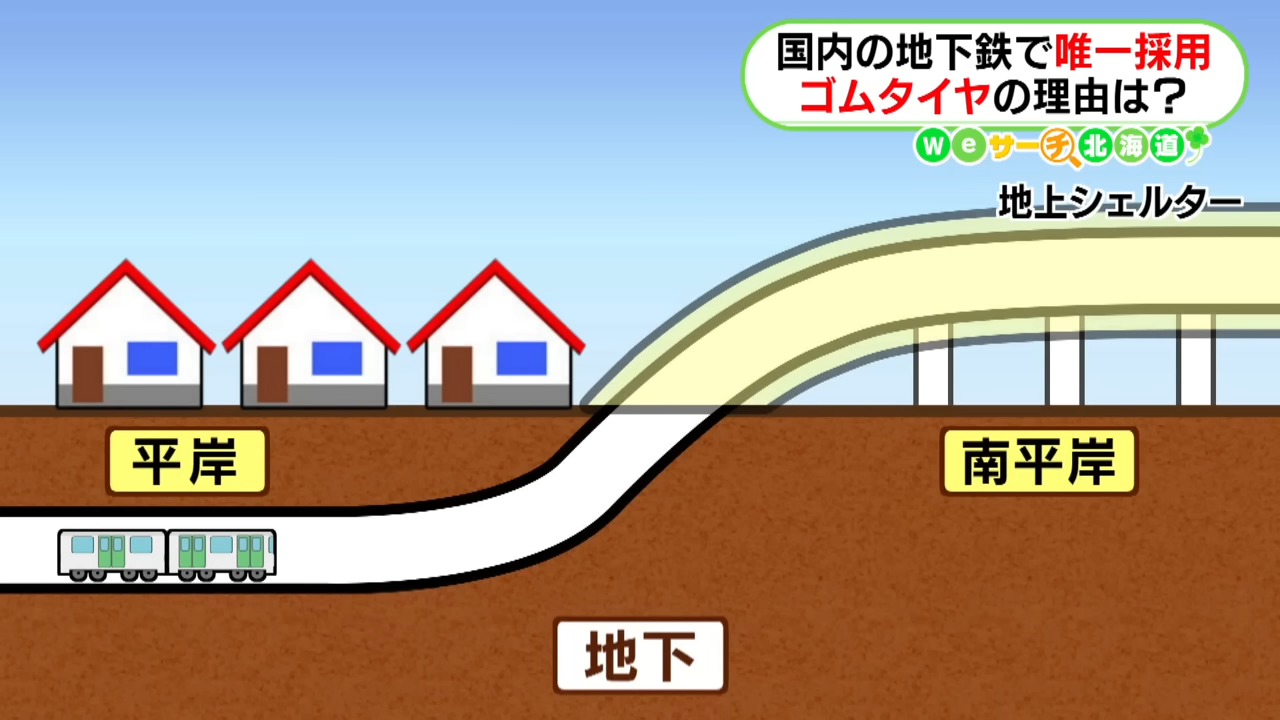 国内の地下鉄で唯一採用
ゴムタイヤの理由は？
weサーチ北海道
地上シェルター
平岸
南平岸
地下